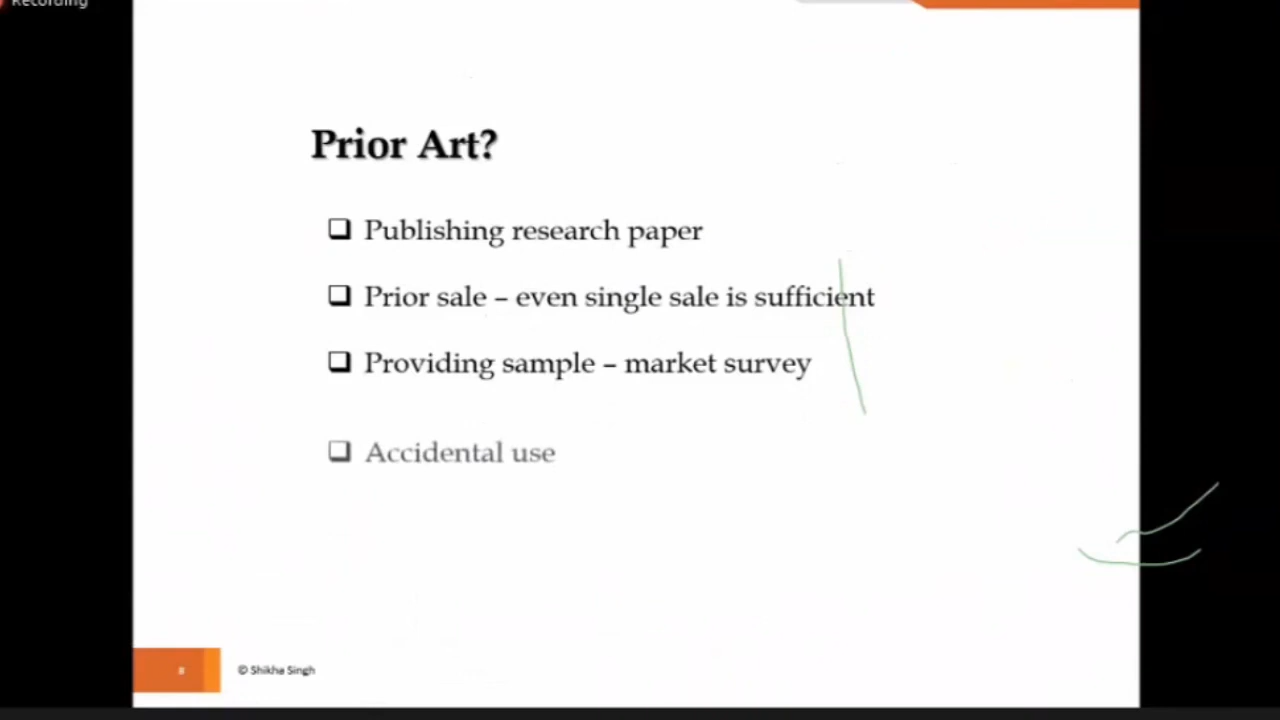 Recording
Prior Art?
Publishing research paper
Prior sale – even single sale is sufficient
Providing sample – market survey
Accidental use
8
© Shikha Singh